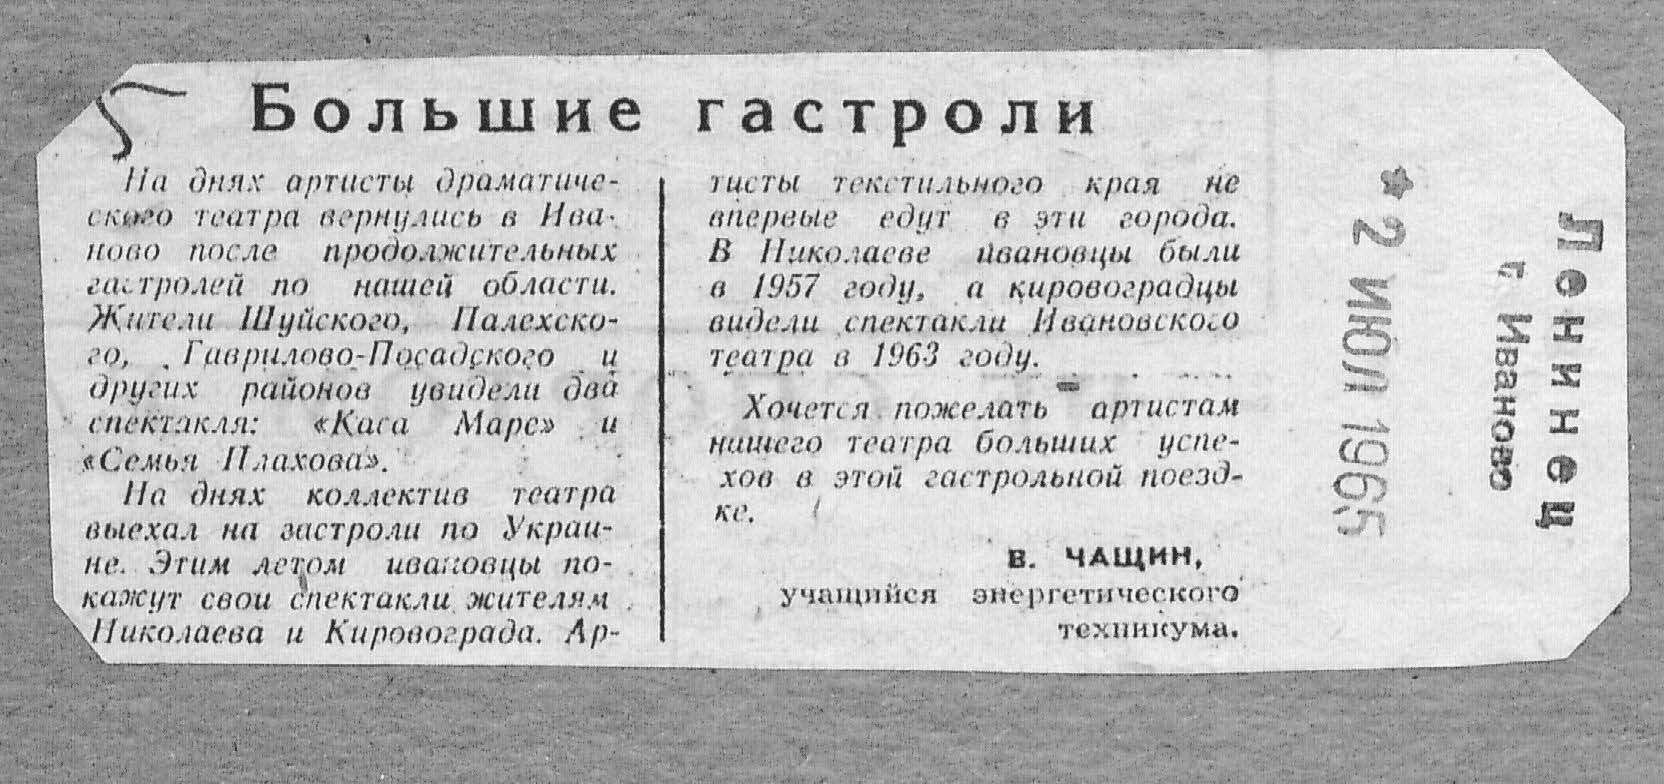 Большие гастроли
На днях артисты драматиче-
ского театра вернулись в Ива-
ново после продолжительных
гастролей по нашей области.
Жители Шуйского, Палехско-
го, Гаврилово-Посадского и
других районов увидели два
спектакля: «Каса Маре» и
«Семья Плахова».
На днях коллектив театра
выехал на гастроли по Украи-
не. Этим летом ивановцы по-
кажут свои спектакли жителям
Николаева и Кировограда. Ар-
тисты текстильного края не
впервые едут в эти города.
В Николаеве ивановцы были
в 1957 году, а кировоградцы
видели спектакли Ивановского
театра в 1963 году.
Хочется пожелать артистам
нашего театра больших успе-
хов в этой гастрольной поезд-
ке.
В. ЧАЩИН,
учащийся энергетического
техникума.
★ 2 ИЮЛ 1965
Ленинец
г. Иваново